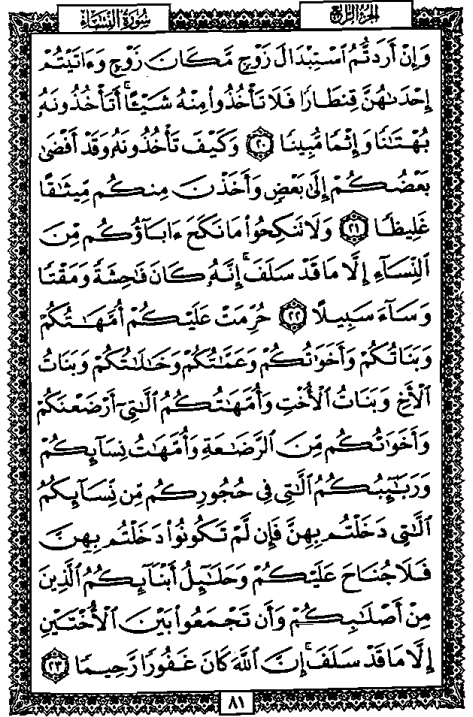 الجزء الرابع
سورة النساء
وَإِنْ أَرَدتُّمُ ٱسْتِبْدَالَ زَوْجٍ مَّكَانَ زَوْجٍ وَءَاتَيْتُمْ
إِحْدَىٰهُنَّ قِنطَارًا فَلَا تَأْخُذُوا۟ مِنْهُ شَيْـًٔا ۚ أَتَأْخُذُونَهُۥ
بُهْتَٰنًا وَإِثْمًا مُّبِينًا ٢٠ وَكَيْفَ تَأْخُذُونَهُۥ وَقَدْ أَفْضَىٰ
بَعْضُكُمْ إِلَىٰ بَعْضٍ وَأَخَذْنَ مِنكُم مِّيثَٰقًا
غَلِيظًا ٢١ وَلَا تَنكِحُوا۟ مَا نَكَحَ ءَابَآؤُكُم مِّنَ
ٱلنِّسَآءِ إِلَّا مَا قَدْ سَلَفَ ۚ إِنَّهُۥ كَانَ فَٰحِشَةً وَمَقْتًا
وَسَآءَ سَبِيلًا ٢٢ حُرِّمَتْ عَلَيْكُمْ أُمَّهَٰتُكُمْ
وَبَنَاتُكُمْ وَأَخَوَٰتُكُمْ وَعَمَّٰتُكُمْ وَخَٰلَٰتُكُمْ وَبَنَاتُ
ٱلْأَخِ وَبَنَاتُ ٱلْأُخْتِ وَأُمَّهَٰتُكُمُ ٱلَّٰتِىٓ أَرْضَعْنَكُمْ
وَأَخَوَٰتُكُم مِّنَ ٱلرَّضَٰعَةِ وَأُمَّهَٰتُ نِسَآئِكُمْ
وَرَبَٰٓئِبُكُمُ ٱلَّٰتِى فِى حُجُورِكُم مِّن نِّسَآئِكُمُ
ٱلَّٰتِى دَخَلْتُم بِهِنَّ فَإِن لَّمْ تَكُونُوا۟ دَخَلْتُم بِهِنَّ
فَلَا جُنَاحَ عَلَيْكُمْ وَحَلَٰٓئِلُ أَبْنَآئِكُمُ ٱلَّذِينَ
مِنْ أَصْلَٰبِكُمْ وَأَن تَجْمَعُوا۟ بَيْنَ ٱلْأُخْتَيْنِ
إِلَّا مَا قَدْ سَلَفَ ۗ إِنَّ ٱللَّهَ كَانَ غَفُورًا رَّحِيمًا ٢٣
٨١